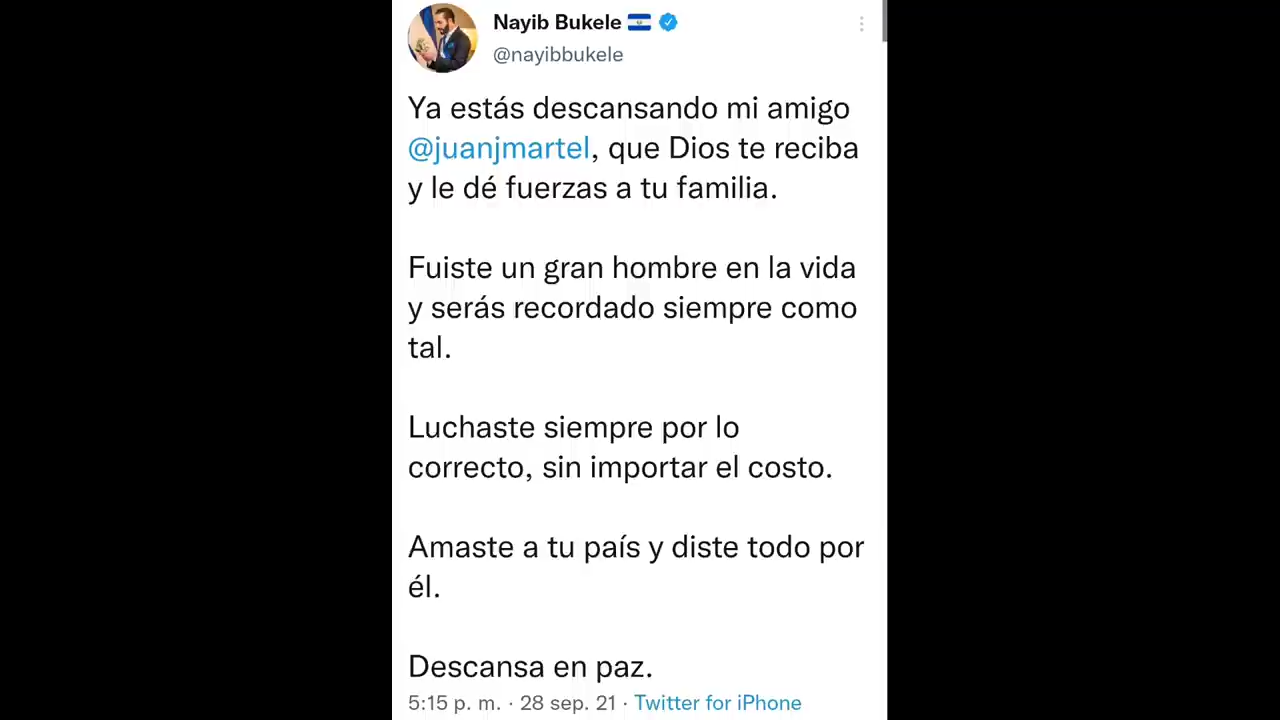 Nayib Bukele 🇸🇻
@nayibbukele
Ya estás descansando mi amigo
@juanjmartel, que Dios te reciba
y le dé fuerzas a tu familia.
Fuiste un gran hombre en la vida
y serás recordado siempre como
tal.
Luchaste siempre por lo
correcto, sin importar el costo.
Amaste a tu país y diste todo por
él.
Descansa en paz.
5:15 p. m. · 28 sep. 21 · Twitter for iPhone